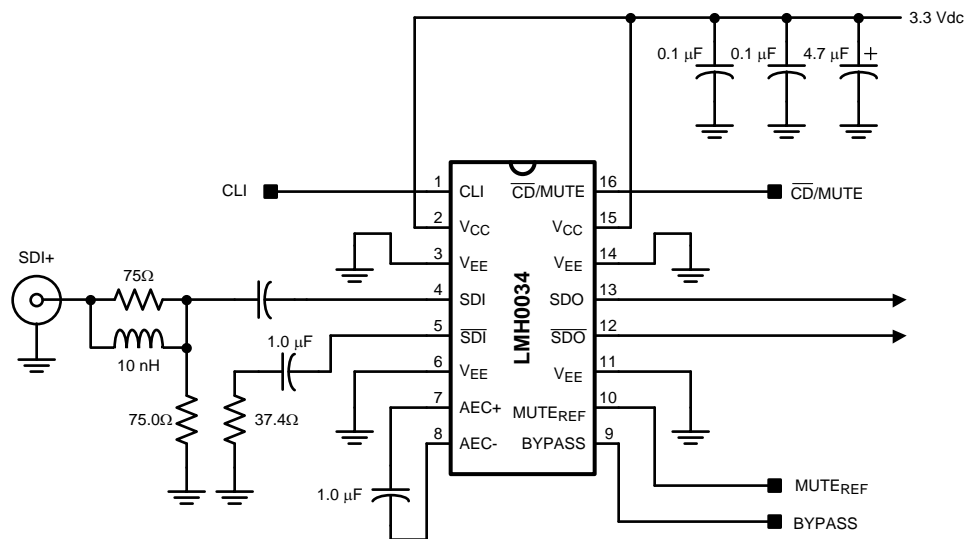 3.3 Vdc
0.1 µF 0.1 µF 4.7 µF +
CLI
CD/MUTE
1 CLI
2 VCC
3 VEE
4 SDI
5 SDI
6 VEE
7 AEC+
8 AEC-
LMH0034
CD/MUTE 16
VCC 15
VEE 14
SDO 13
SDO 12
VEE 11
MUTEREF 10
BYPASS 9
SDI+
75Ω
10 nH
1.0 µF
75.0Ω
37.4Ω
1.0 µF
MUTEREF
BYPASS